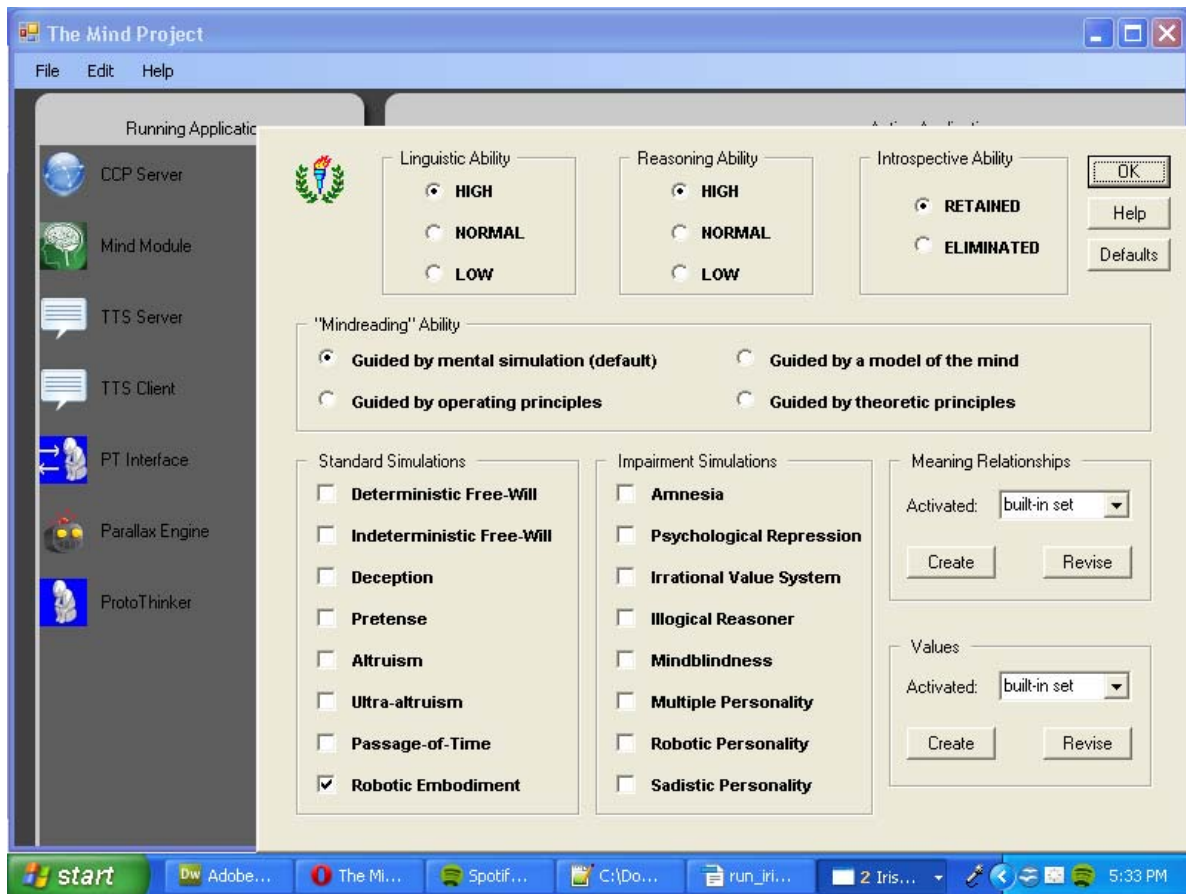 The Mind Project
File Edit Help
Running Applicatio
CCP Server
Mind Module
TTS Server
TTS Client
PT Interface
Parallax Engine
ProtoThinker
Linguistic Ability
HIGH
NORMAL
LOW
Reasoning Ability
HIGH
NORMAL
LOW
Introspective Ability
RETAINED
ELIMINATED
OK
Help
Defaults
"Mindreading" Ability
Guided by mental simulation (default)
Guided by a model of the mind
Guided by operating principles
Guided by theoretic principles
Standard Simulations
Deterministic Free-Will
Indeterministic Free-Will
Deception
Pretense
Altruism
Ultra-altruism
Passage-of-Time
Robotic Embodiment
Impairment Simulations
Amnesia
Psychological Repression
Irrational Value System
Illogical Reasoner
Mindblindness
Multiple Personality
Robotic Personality
Sadistic Personality
Meaning Relationships
Activated: built-in set
Create Revise
Values
Activated: built-in set
Create Revise
start Dw Adobe... The Mi... Spotif... C:\Do... run_iri... 2 Iris... 5:33 PM